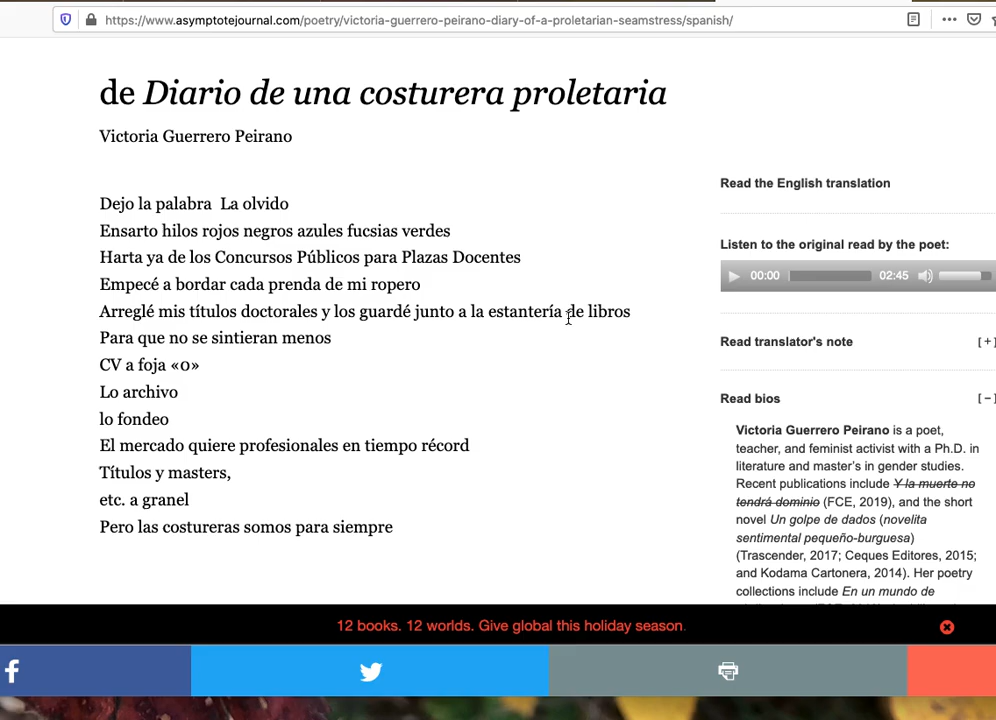 https://www.asymptotejournal.com/poetry/victoria-guerrero-peirano-diary-of-a-proletarian-seamstress/spanish/
de Diario de una costurera proletaria
Victoria Guerrero Peirano
Dejo la palabra  La olvido
Ensarto hilos rojos negros azules fucsias verdes
Harta ya de los Concursos Públicos para Plazas Docentes
Empecé a bordar cada prenda de mi ropero
Arreglé mis títulos doctorales y los guardé junto a la estantería de libros
Para que no se sintieran menos
CV a foja «0»
Lo archivo
lo fondeo
El mercado quiere profesionales en tiempo récord
Títulos y masters,
etc. a granel
Pero las costureras somos para siempre
Read the English translation
Listen to the original read by the poet:
00:00 02:45
Read translator's note [+]
Read bios [-]
Victoria Guerrero Peirano is a poet,
teacher, and feminist activist with a Ph.D. in
literature and master's in gender studies.
Recent publications include Y la muerte no
tendrá dominio (FCE, 2019), and the short
novel Un golpe de dados (novelita
sentimental pequeño-burguesa)
(Trascender, 2017; Ceques Editores, 2015;
and Kodama Cartonera, 2014). Her poetry
collections include En un mundo de
12 books. 12 worlds. Give global this holiday season.